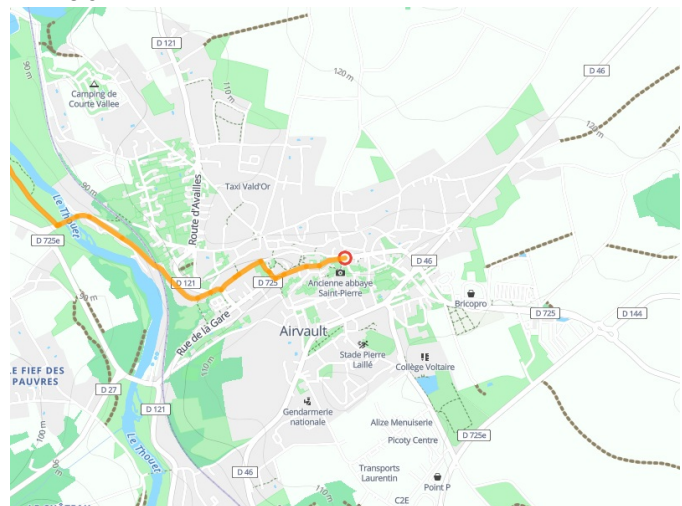 D 121
D 46
90 m
120 m
Camping de
Courte Vallee
110 m
120 m
Taxi Vald'Or
90 m
Le Thouet
Route d'Availles
D 725e
D 121
D 725
D 46
Ancienne abbaye
Saint-Pierre
Bricopro
D 725
D 144
Rue de la Gare
Airvault
Stade Pierre
Laillé
Collège Voltaire
LE FIEF DES
PAUVRES
D 27
110 m
D 121
Gendarmerie
nationale
Alize Menuiserie
Picoty Centre
D 725e
100 m
Le Thouet
D 46
Transports
Laurentin
Point P
C2E